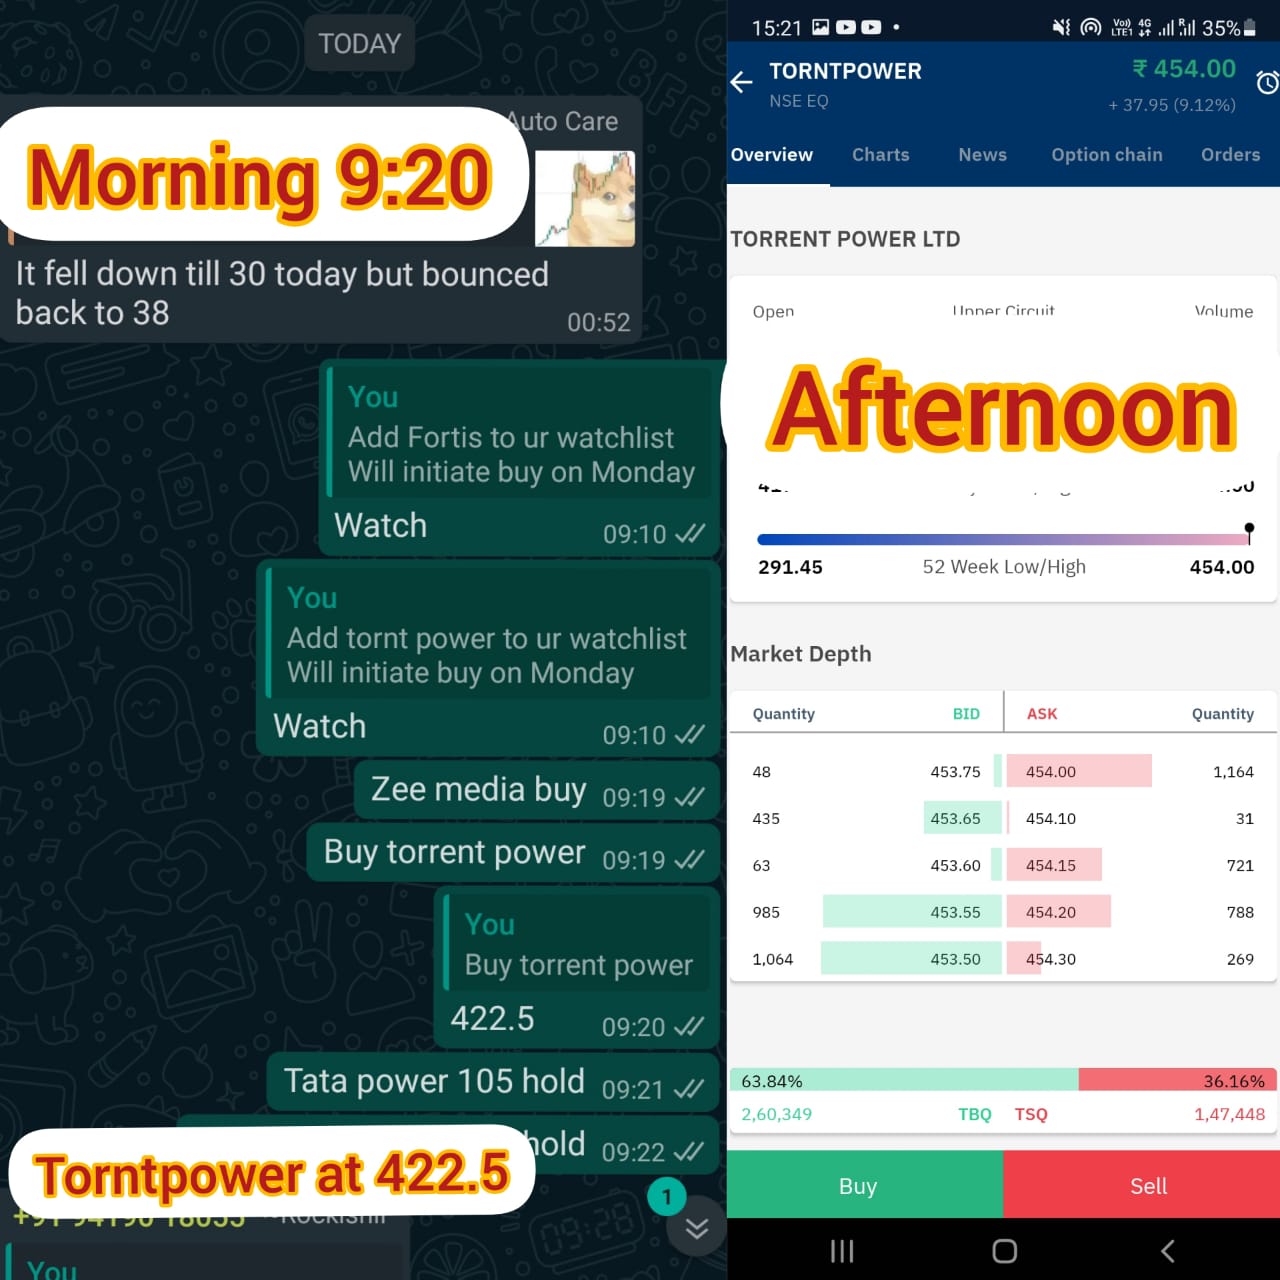 TODAY
Auto Care
Morning 9:20
It fell down till 30 today but bounced
back to 38
00:52
You
Add Fortis to ur watchlist
Will initiate buy on Monday
Watch 09:10
You
Add tornt power to ur watchlist
Will initiate buy on Monday
Watch 09:10
Zee media buy 09:19
Buy torrent power 09:19
You
Buy torrent power
422.5 09:20
Tata power 105 hold 09:21
hold 09:22
Torntpower at 422.5
1
You
15:21 Vo)) LTE1 4G R 35%
TORNTPOWER ₹ 454.00
NSE EQ + 37.95 (9.12%)
Overview Charts News Option chain Orders
TORRENT POWER LTD
Open Upper Circuit Volume
Afternoon
291.45 52 Week Low/High 454.00
Market Depth
Quantity BID ASK Quantity
48 453.75 454.00 1,164
435 453.65 454.10 31
63 453.60 454.15 721
985 453.55 454.20 788
1,064 453.50 454.30 269
63.84% 36.16%
2,60,349 TBQ TSQ 1,47,448
Buy Sell